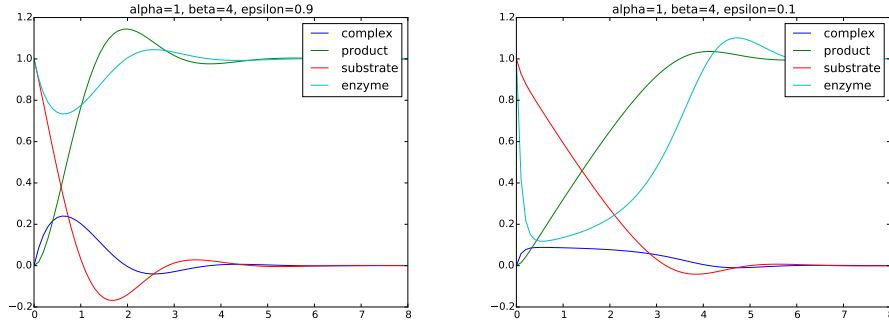 alpha=1, beta=4, epsilon=0.9
1.2
1.0
0.8
0.6
0.4
0.2
0.0
−0.2
0 1 2 3 4 5 6 7 8
complex
product
substrate
enzyme
alpha=1, beta=4, epsilon=0.1
1.2
1.0
0.8
0.6
0.4
0.2
0.0
−0.2
0 1 2 3 4 5 6 7 8
complex
product
substrate
enzyme